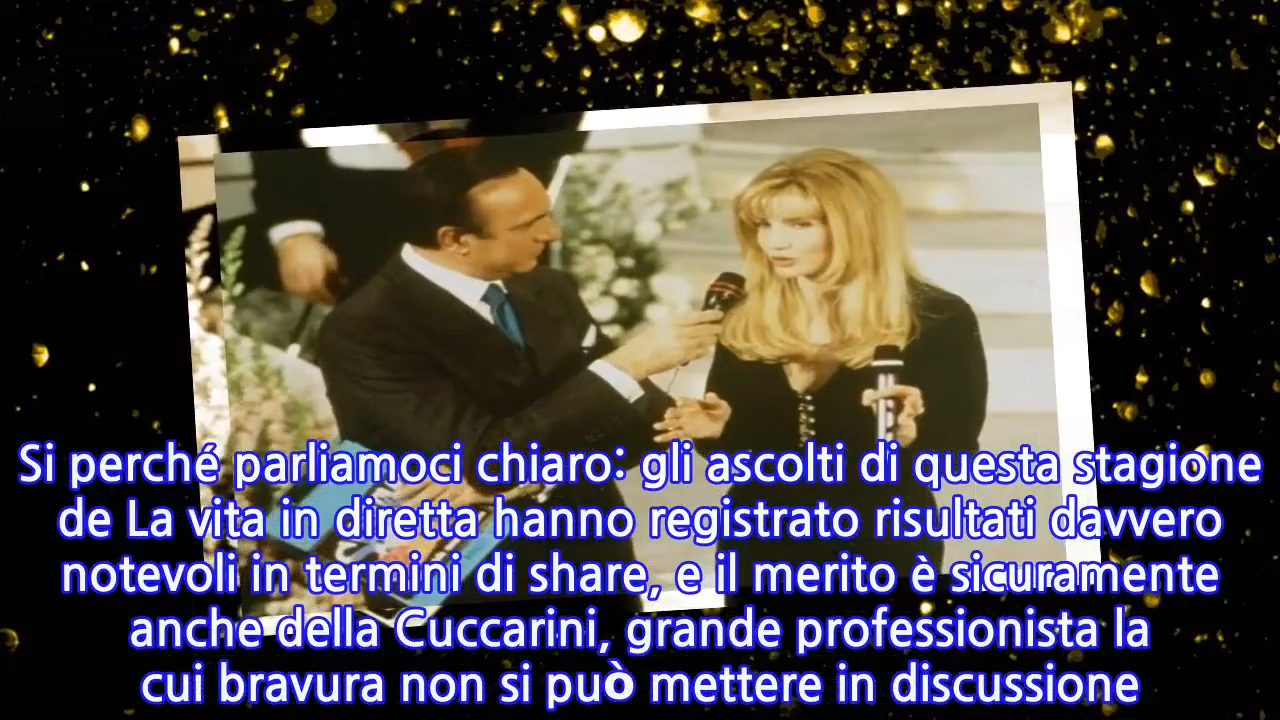 Si perché parliamoci chiaro: gli ascolti di questa stagione
de La vita in diretta hanno registrato risultati davvero
notevoli in termini di share, e il merito è sicuramente
anche della Cuccarini, grande professionista la
cui bravura non si può mettere in discussione